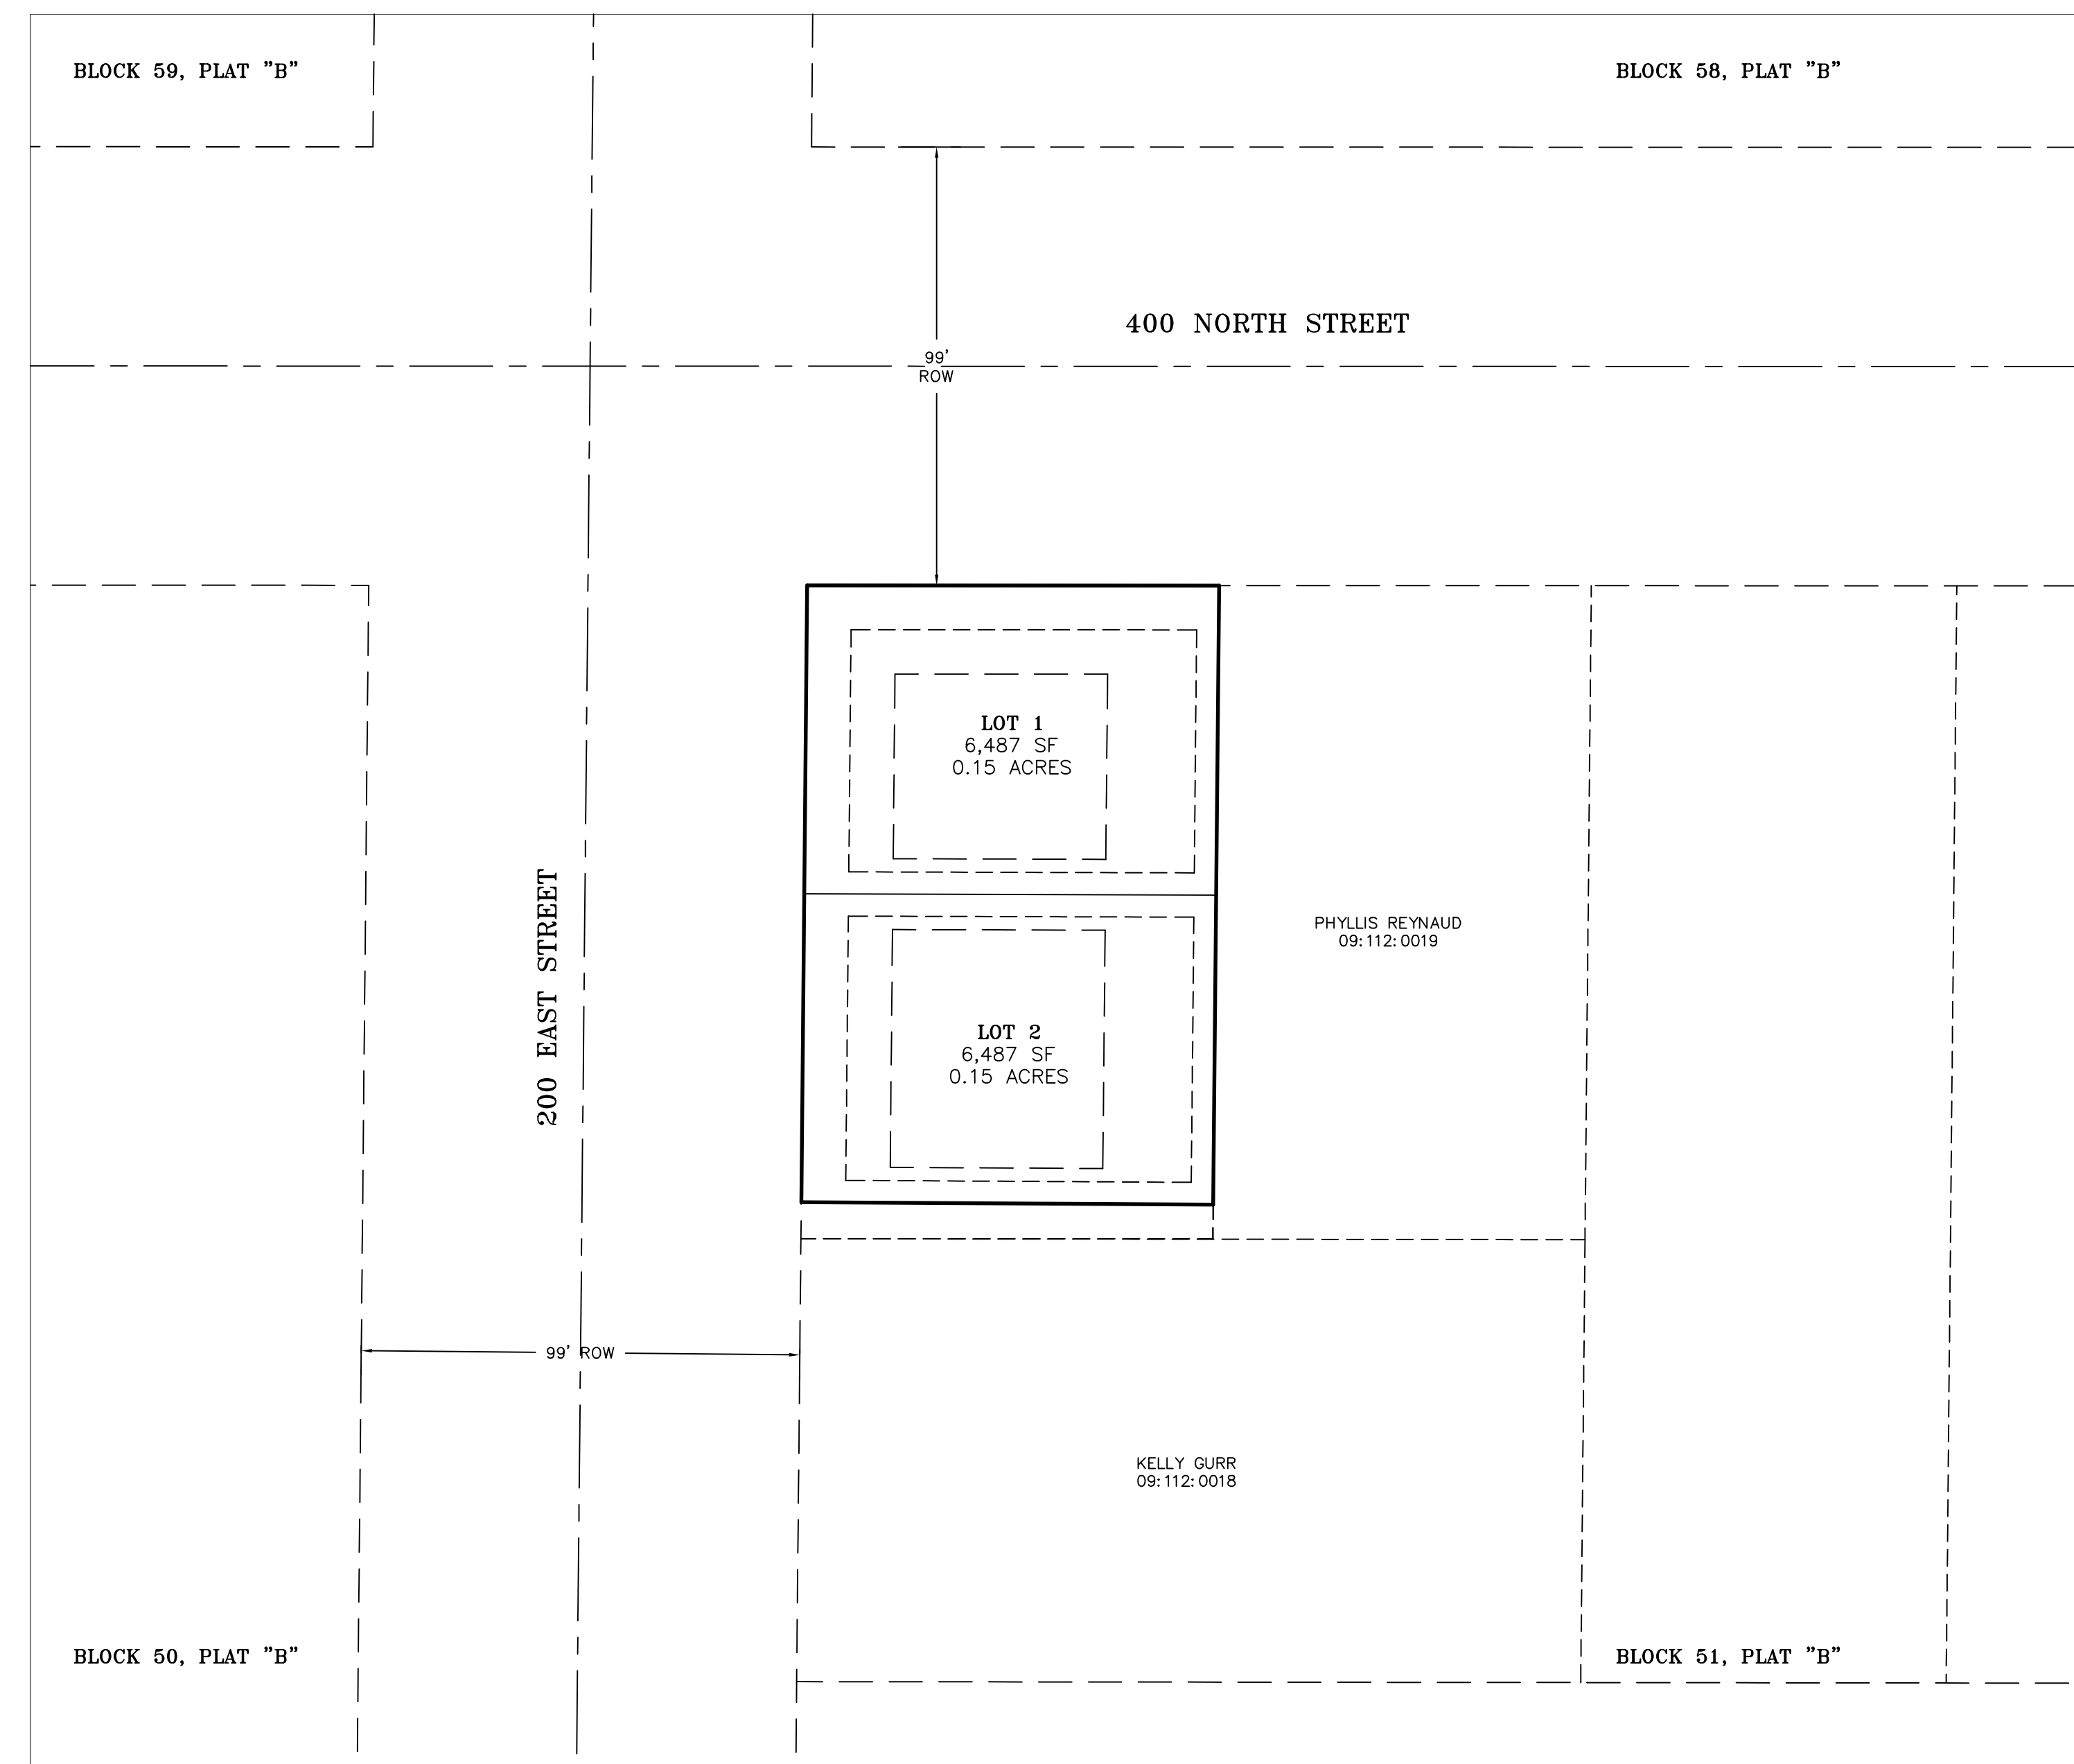 BLOCK 59, PLAT "B"
BLOCK 58, PLAT "B"
400 NORTH STREET
99'
ROW
LOT 1
6,487 SF
0.15 ACRES
200 EAST STREET
PHYLLIS REYNAUD
09:112:0019
LOT 2
6,487 SF
0.15 ACRES
99' ROW
KELLY GURR
09:112:0018
BLOCK 50, PLAT "B"
BLOCK 51, PLAT "B"